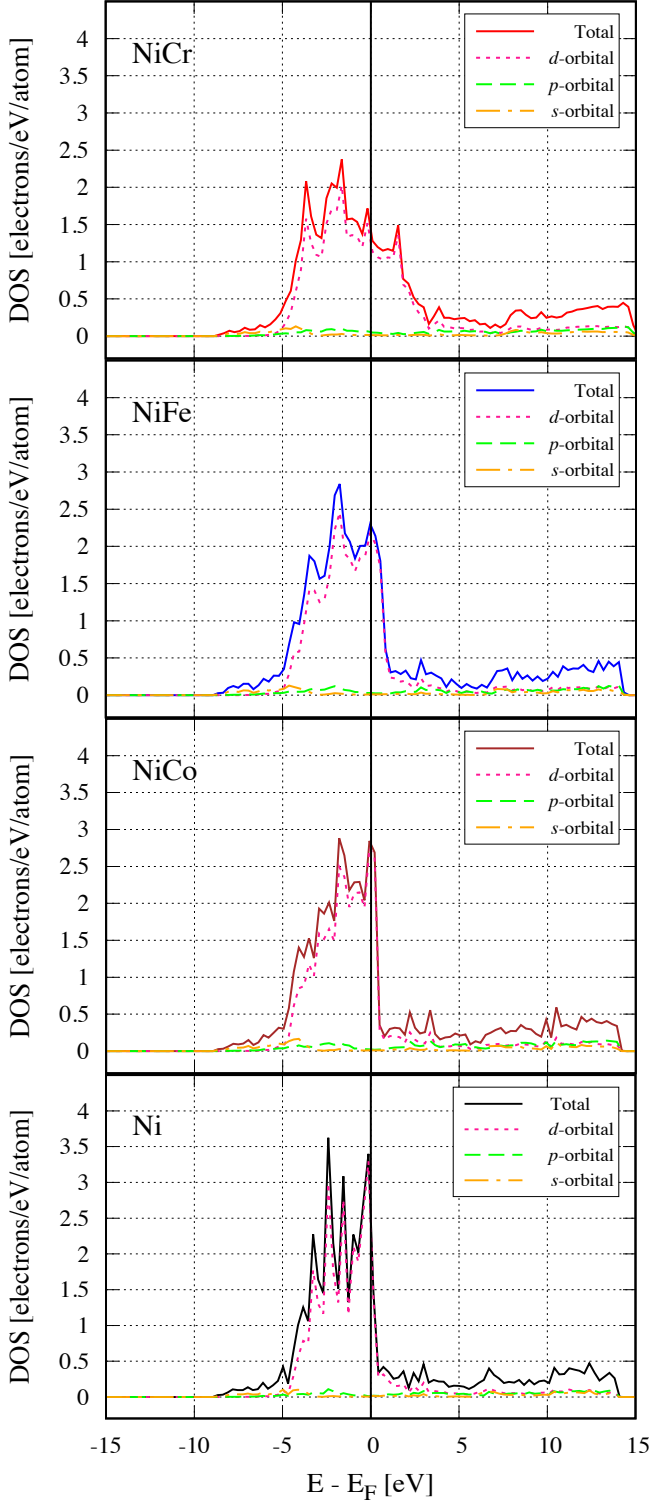 NiCr
Total
d-orbital
p-orbital
s-orbital
4
3.5
3
2.5
2
1.5
1
0.5
0
DOS [electrons/eV/atom]
NiFe
Total
d-orbital
p-orbital
s-orbital
4
3.5
3
2.5
2
1.5
1
0.5
0
DOS [electrons/eV/atom]
NiCo
Total
d-orbital
p-orbital
s-orbital
4
3.5
3
2.5
2
1.5
1
0.5
0
DOS [electrons/eV/atom]
Ni
Total
d-orbital
p-orbital
s-orbital
4
3.5
3
2.5
2
1.5
1
0.5
0
DOS [electrons/eV/atom]
-15 -10 -5 0 5 10 15
E - E_F [eV]